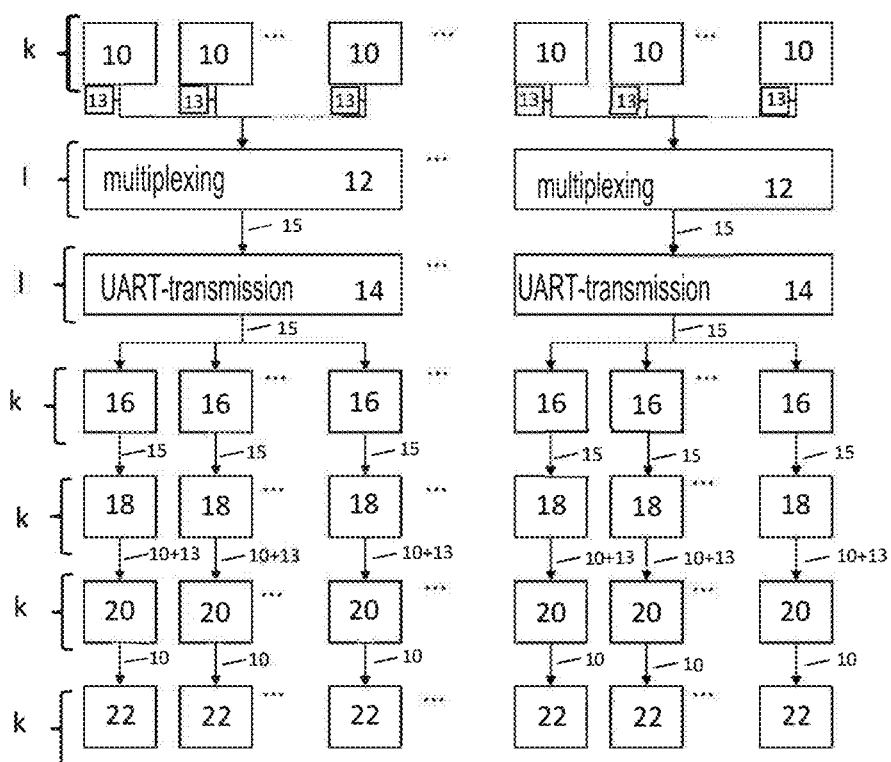 k 10 10 ... 10 ... 10 10 ... 10
13 13 13 13 13 13
l multiplexing 12 ... multiplexing 12
15 15
l UART-transmission 14 ... UART-transmission 14
15 15
k 16 16 ... 16 ... 16 16 ... 16
15 15 15 15 15 15
k 18 18 ... 18 ... 18 18 ... 18
10+13 10+13 10+13 10+13 10+13 10+13
k 20 20 ... 20 ... 20 20 ... 20
10 10 10 10 10 10
k 22 22 ... 22 ... 22 22 ... 22